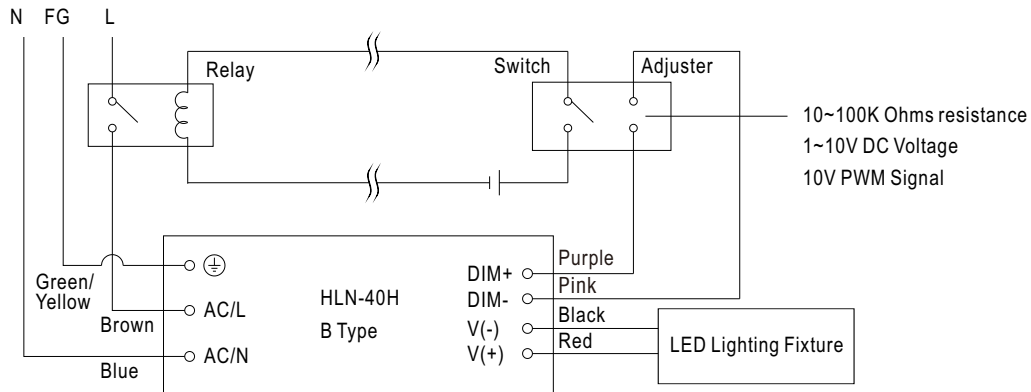 N FG L
Relay
Switch
Adjuster
10~100K Ohms resistance
1~10V DC Voltage
10V PWM Signal
Green/
Yellow
Brown
Blue
AC/L
AC/N
HLN-40H
B Type
DIM+
DIM-
V(-)
V(+)
Purple
Pink
Black
Red
LED Lighting Fixture